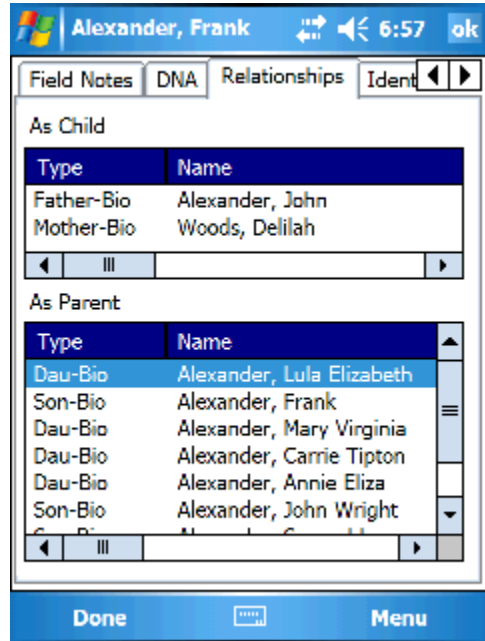 Alexander, Frank 6:57 ok
Field Notes DNA Relationships Ident
As Child
Type Name
Father-Bio Alexander, John
Mother-Bio Woods, Delilah
As Parent
Type Name
Dau-Bio Alexander, Lula Elizabeth
Son-Bio Alexander, Frank
Dau-Bio Alexander, Mary Virginia
Dau-Bio Alexander, Carrie Tipton
Dau-Bio Alexander, Annie Eliza
Son-Bio Alexander, John Wright
Done Menu